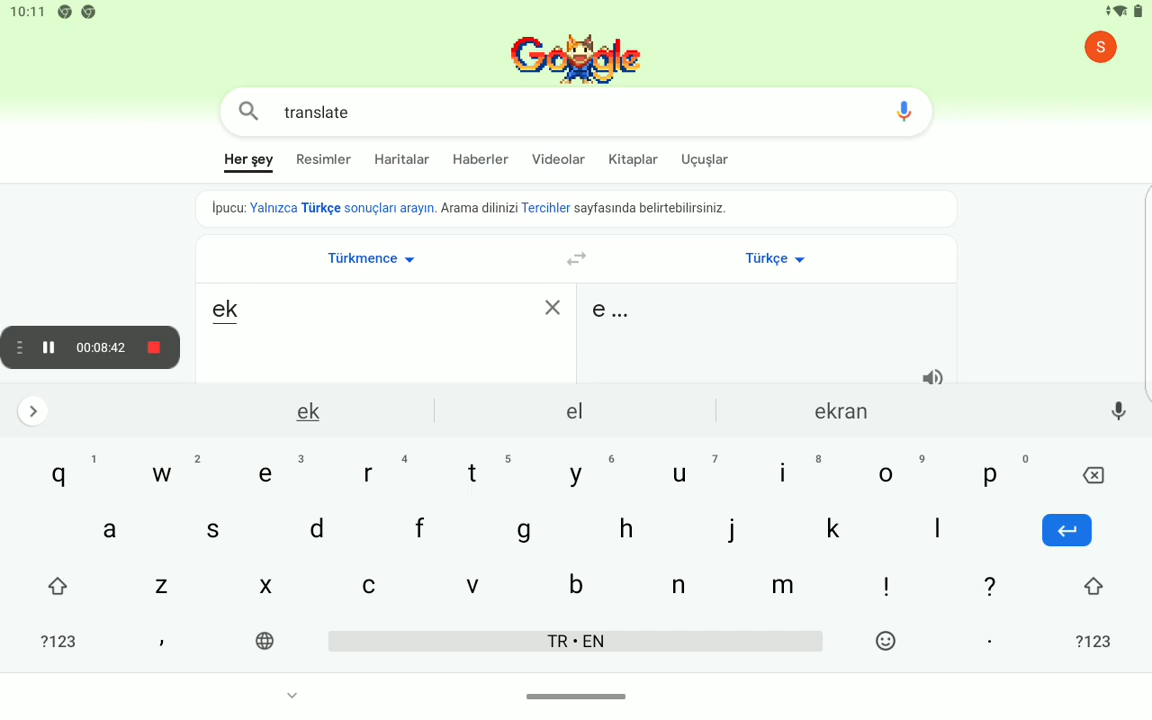 10:11
Google
S
translate
Her şey Resimler Haritalar Haberler Videolar Kitaplar Uçuşlar
İpucu: Yalnızca Türkçe sonuçları arayın. Arama dilinizi Tercihler sayfasında belirtebilirsiniz.
Türkmence Türkçe
ek e ...
00:08:42
ek el ekran
1 2 3 4 5 6 7 8 9 0
q w e r t y u i o p
a s d f g h j k l
z x c v b n m ! ?
?123 , TR • EN . ?123